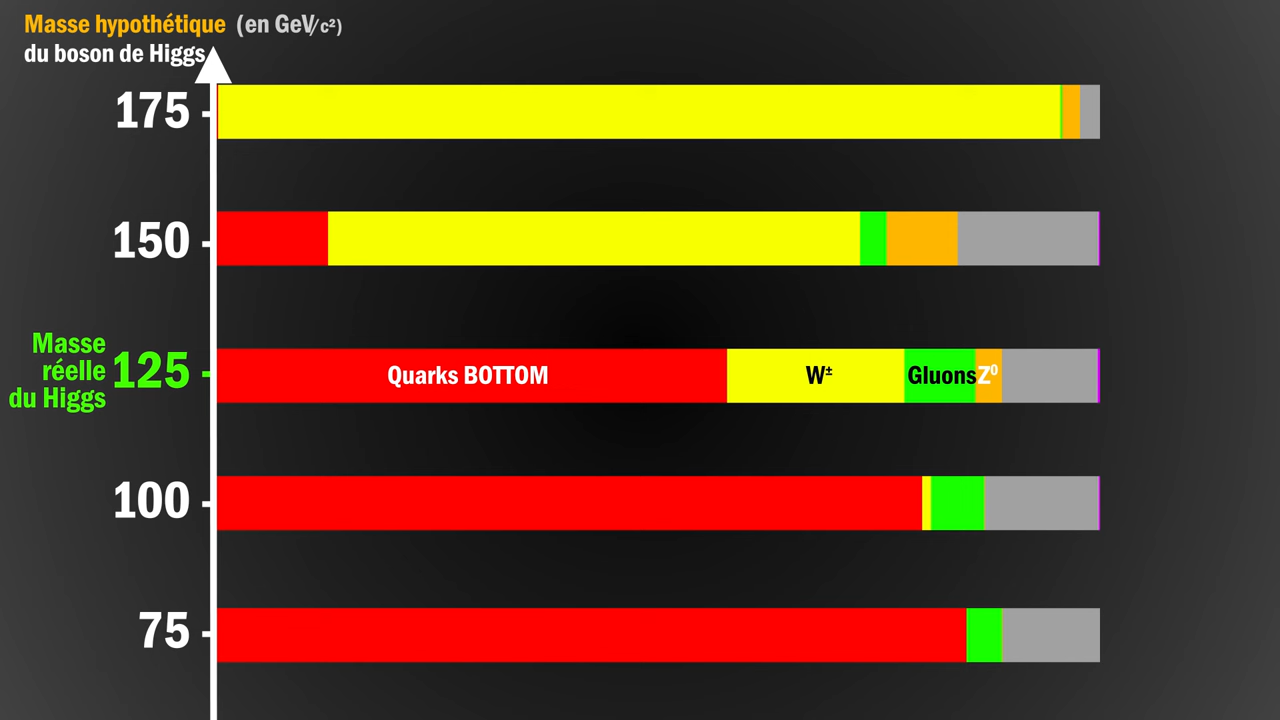 Masse hypothétique (en GeV/c²)
du boson de Higgs
175
150
Masse
réelle
du Higgs
125
Quarks BOTTOM
W±
Gluons
Z⁰
100
75